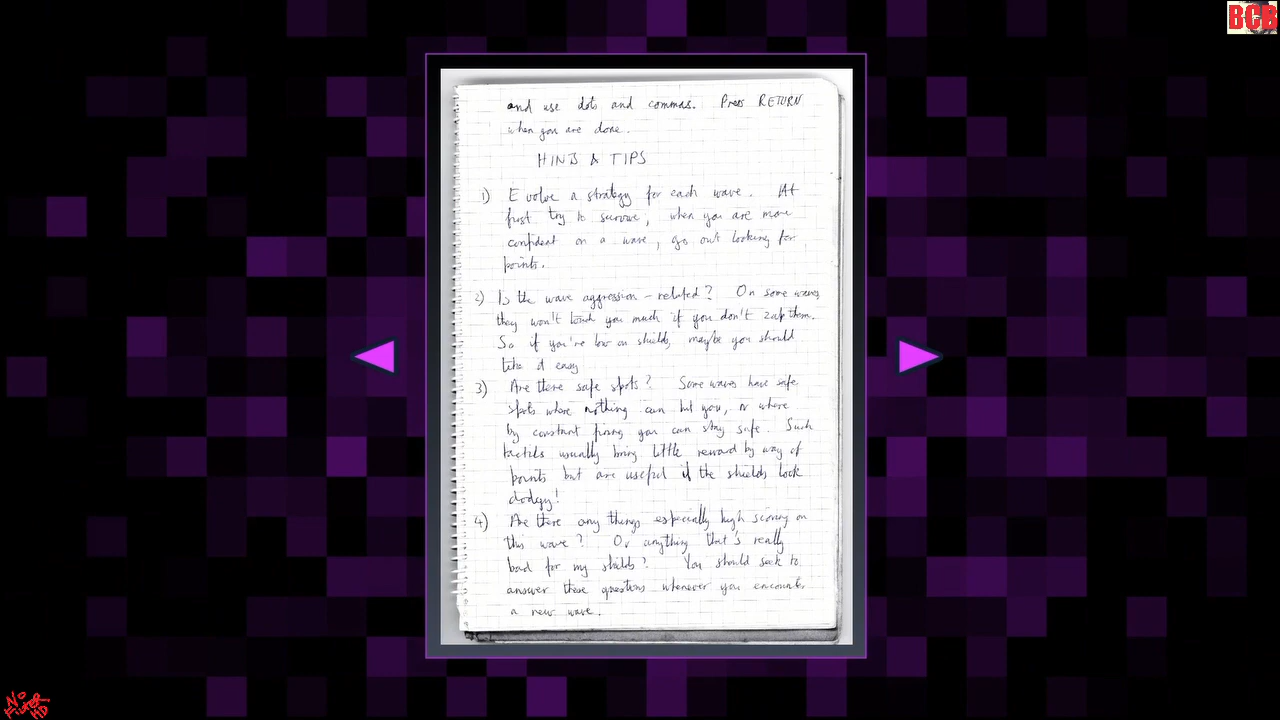 BCB
and use dots and commas. Press RETURN
when you are done.
HINTS & TIPS
1) Evolve a strategy for each wave. At
first try to survive, when you are more
confident on a wave, go out looking for
points.
2) Is the wave aggression-related? On some waves
they won't touch you much if you don't zap them.
So if you're low on shields, maybe you should
take it easy
3) Are there safe spots? Some waves have safe
spots where nothing can hit you, or where
by constant firing you can stay safe. Such
tactics usually bring little reward by way of
points but are useful if the shields look
dodgy!
4) Are there any things especially high scoring on
this wave? Or anything that's really
bad for my shields? You should seek to
answer these questions whenever you encounter
a new wave.
NO
FILTER
HD